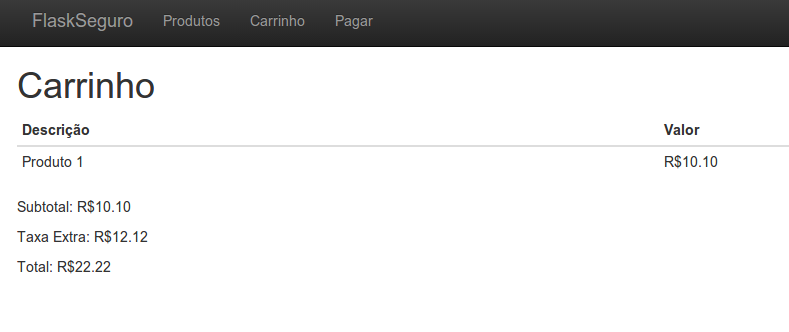 FlaskSeguro Produtos Carrinho Pagar
Carrinho
Descrição Valor
Produto 1 R$10.10
Subtotal: R$10.10
Taxa Extra: R$12.12
Total: R$22.22